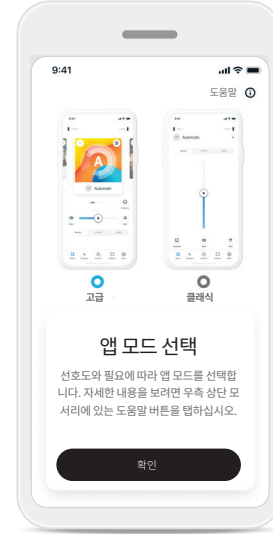 9:41
도움말
A
Automatic
Automatic
고급
클래식
앱 모드 선택
선호도와 필요에 따라 앱 모드를 선택합
니다. 자세한 내용을 보려면 우측 상단 모
서리에 있는 도움말 버튼을 탭하십시오.
확인